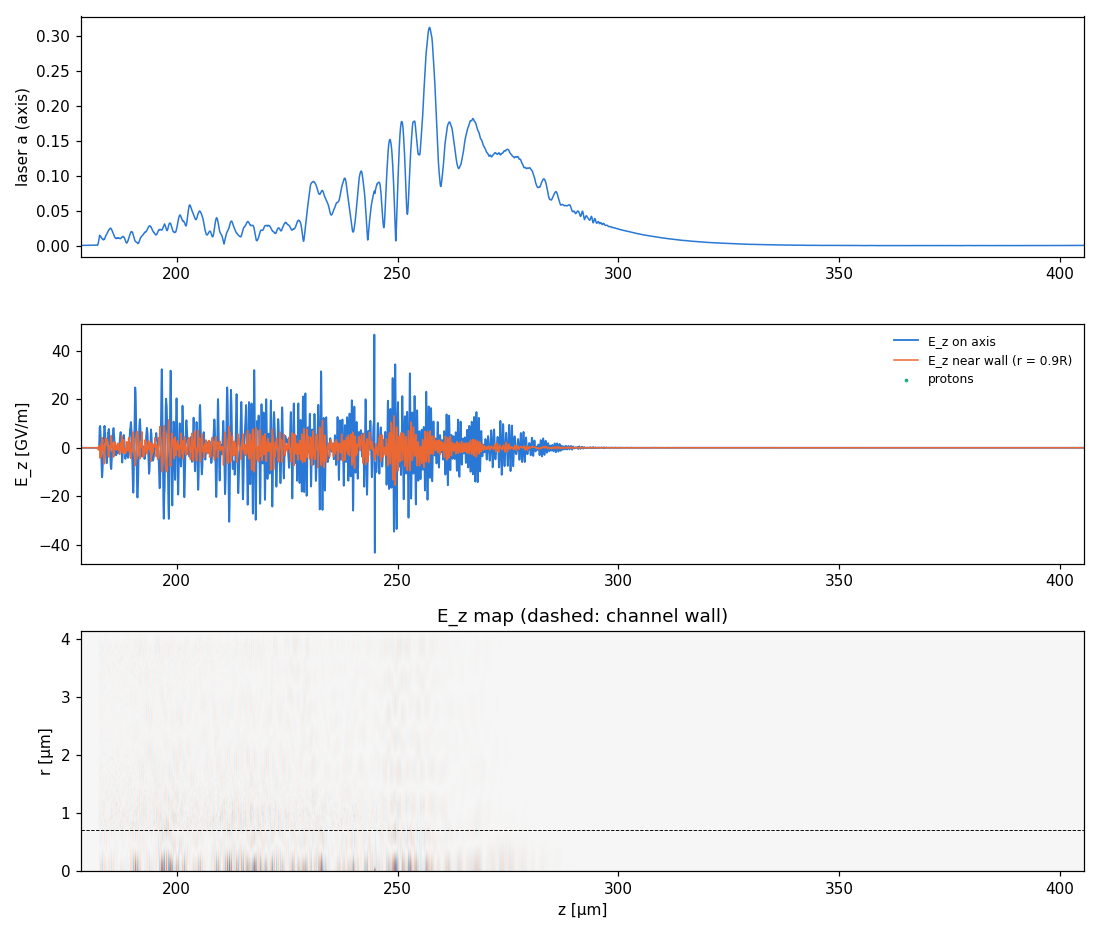 laser a (axis)
0.30
0.25
0.20
0.15
0.10
0.05
0.00
200 250 300 350 400
E_z [GV/m]
40
20
0
−20
−40
E_z on axis
E_z near wall (r = 0.9R)
protons
200 250 300 350 400
E_z map (dashed: channel wall)
r [µm]
4
3
2
1
0
200 250 300 350 400
z [µm]